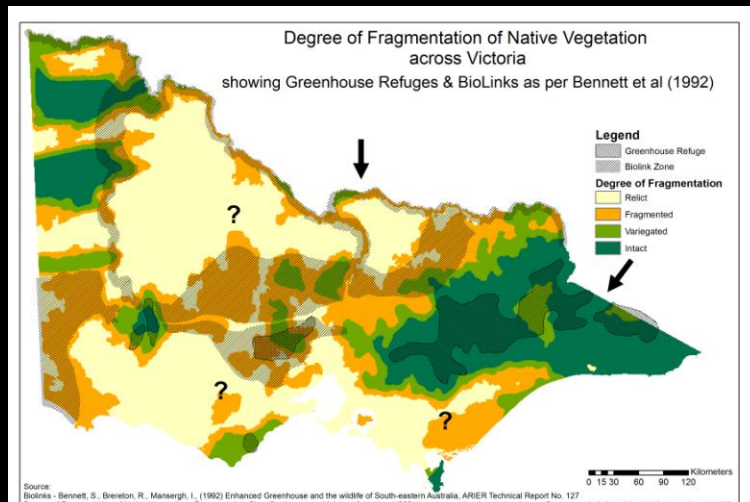 Degree of Fragmentation of Native Vegetation
across Victoria
showing Greenhouse Refuges & BioLinks as per Bennett et al (1992)
Legend
Greenhouse Refuge
Biolink Zone
Degree of Fragmentation
Relict
Fragmented
Variegated
Intact
?
?
?
Kilometers
0 15 30 60 90 120
Source:
Biolinks - Bennett, S., Brereton, R., Mansergh, I., (1992) Enhanced Greenhouse and the wildlife of South-eastern Australia, ARIER Technical Report No. 127